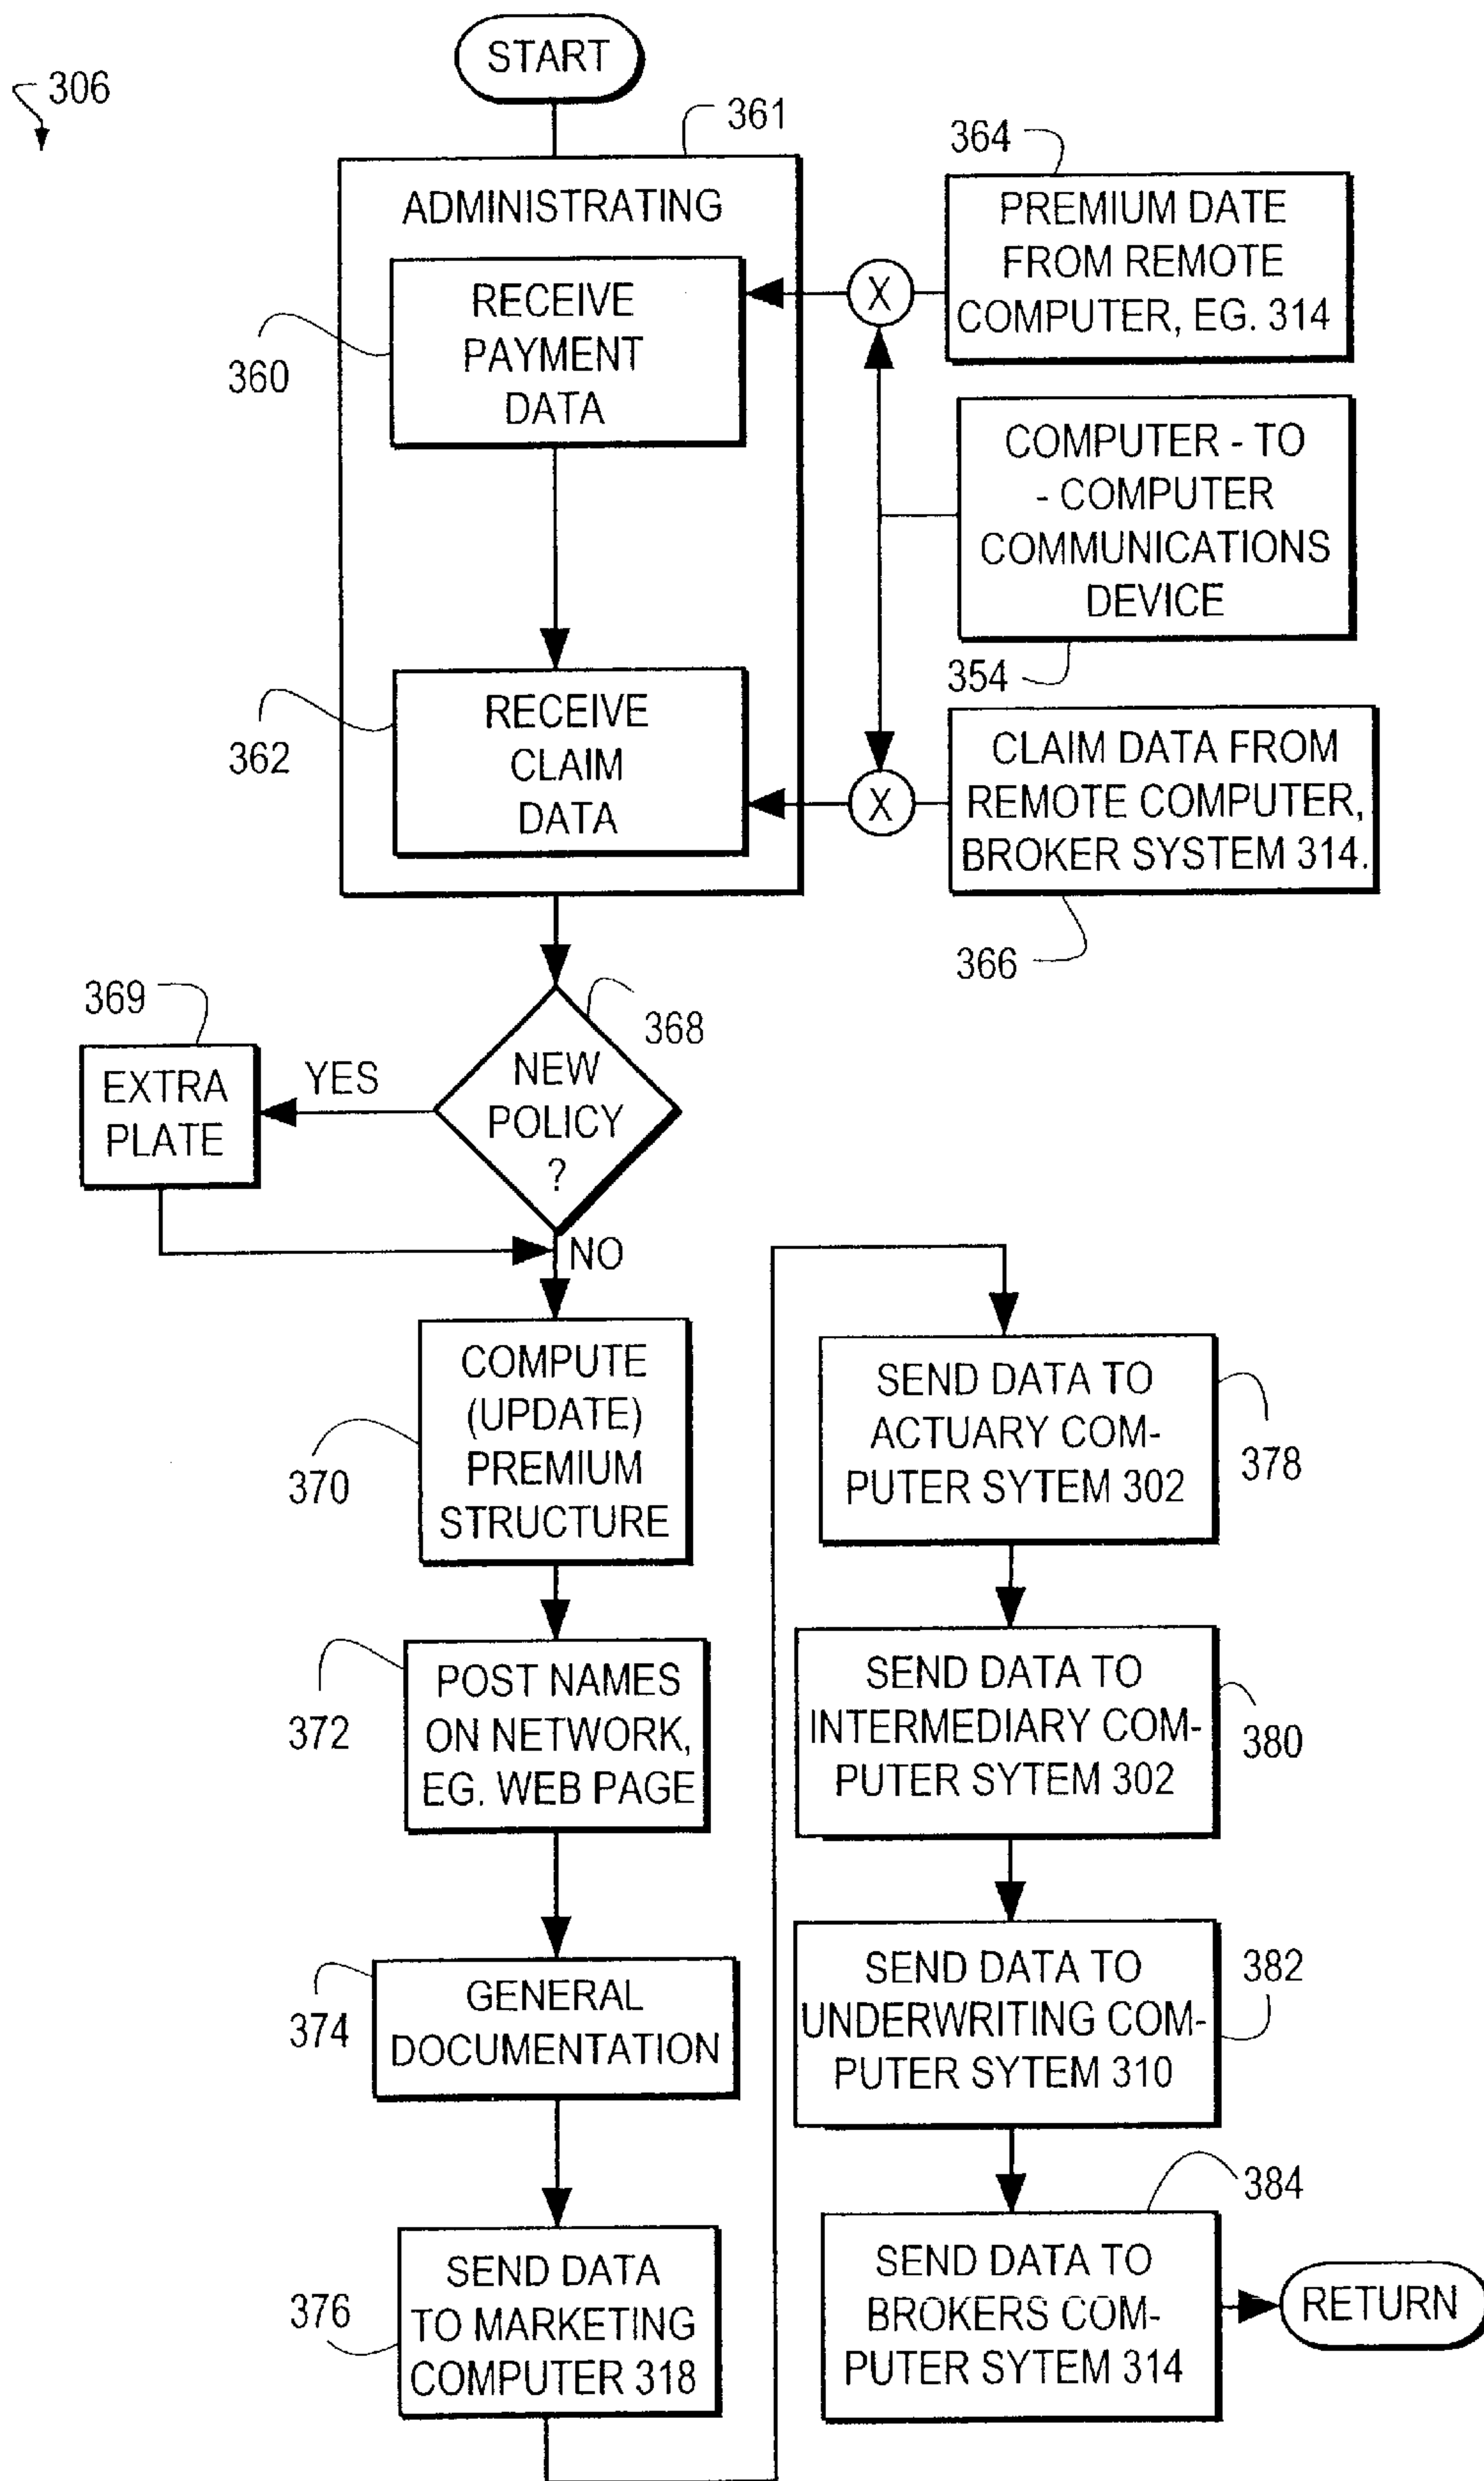 START
306
361
ADMINISTRATING
364
PREMIUM DATE
FROM REMOTE
COMPUTER, EG. 314
X
RECEIVE
PAYMENT
DATA
360
COMPUTER - TO
- COMPUTER
COMMUNICATIONS
DEVICE
354
RECEIVE
CLAIM
DATA
362
X
CLAIM DATA FROM
REMOTE COMPUTER,
BROKER SYSTEM 314.
366
368
NEW
POLICY
?
YES
369
EXTRA
PLATE
NO
COMPUTE
(UPDATE)
PREMIUM
STRUCTURE
370
POST NAMES
ON NETWORK,
EG. WEB PAGE
372
GENERAL
DOCUMENTATION
374
SEND DATA
TO MARKETING
COMPUTER 318
376
SEND DATA TO
ACTUARY COM-
PUTER SYTEM 302
378
SEND DATA TO
INTERMEDIARY COM-
PUTER SYTEM 302
380
SEND DATA TO
UNDERWRITING COM-
PUTER SYTEM 310
382
384
SEND DATA TO
BROKERS COM-
PUTER SYTEM 314
RETURN